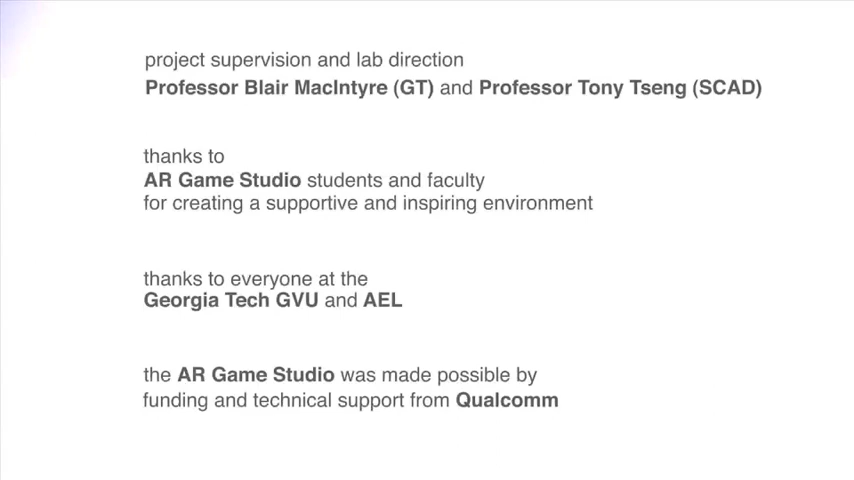 project supervision and lab direction
Professor Blair MacIntyre (GT) and Professor Tony Tseng (SCAD)
thanks to
AR Game Studio students and faculty
for creating a supportive and inspiring environment
thanks to everyone at the
Georgia Tech GVU and AEL
the AR Game Studio was made possible by
funding and technical support from Qualcomm